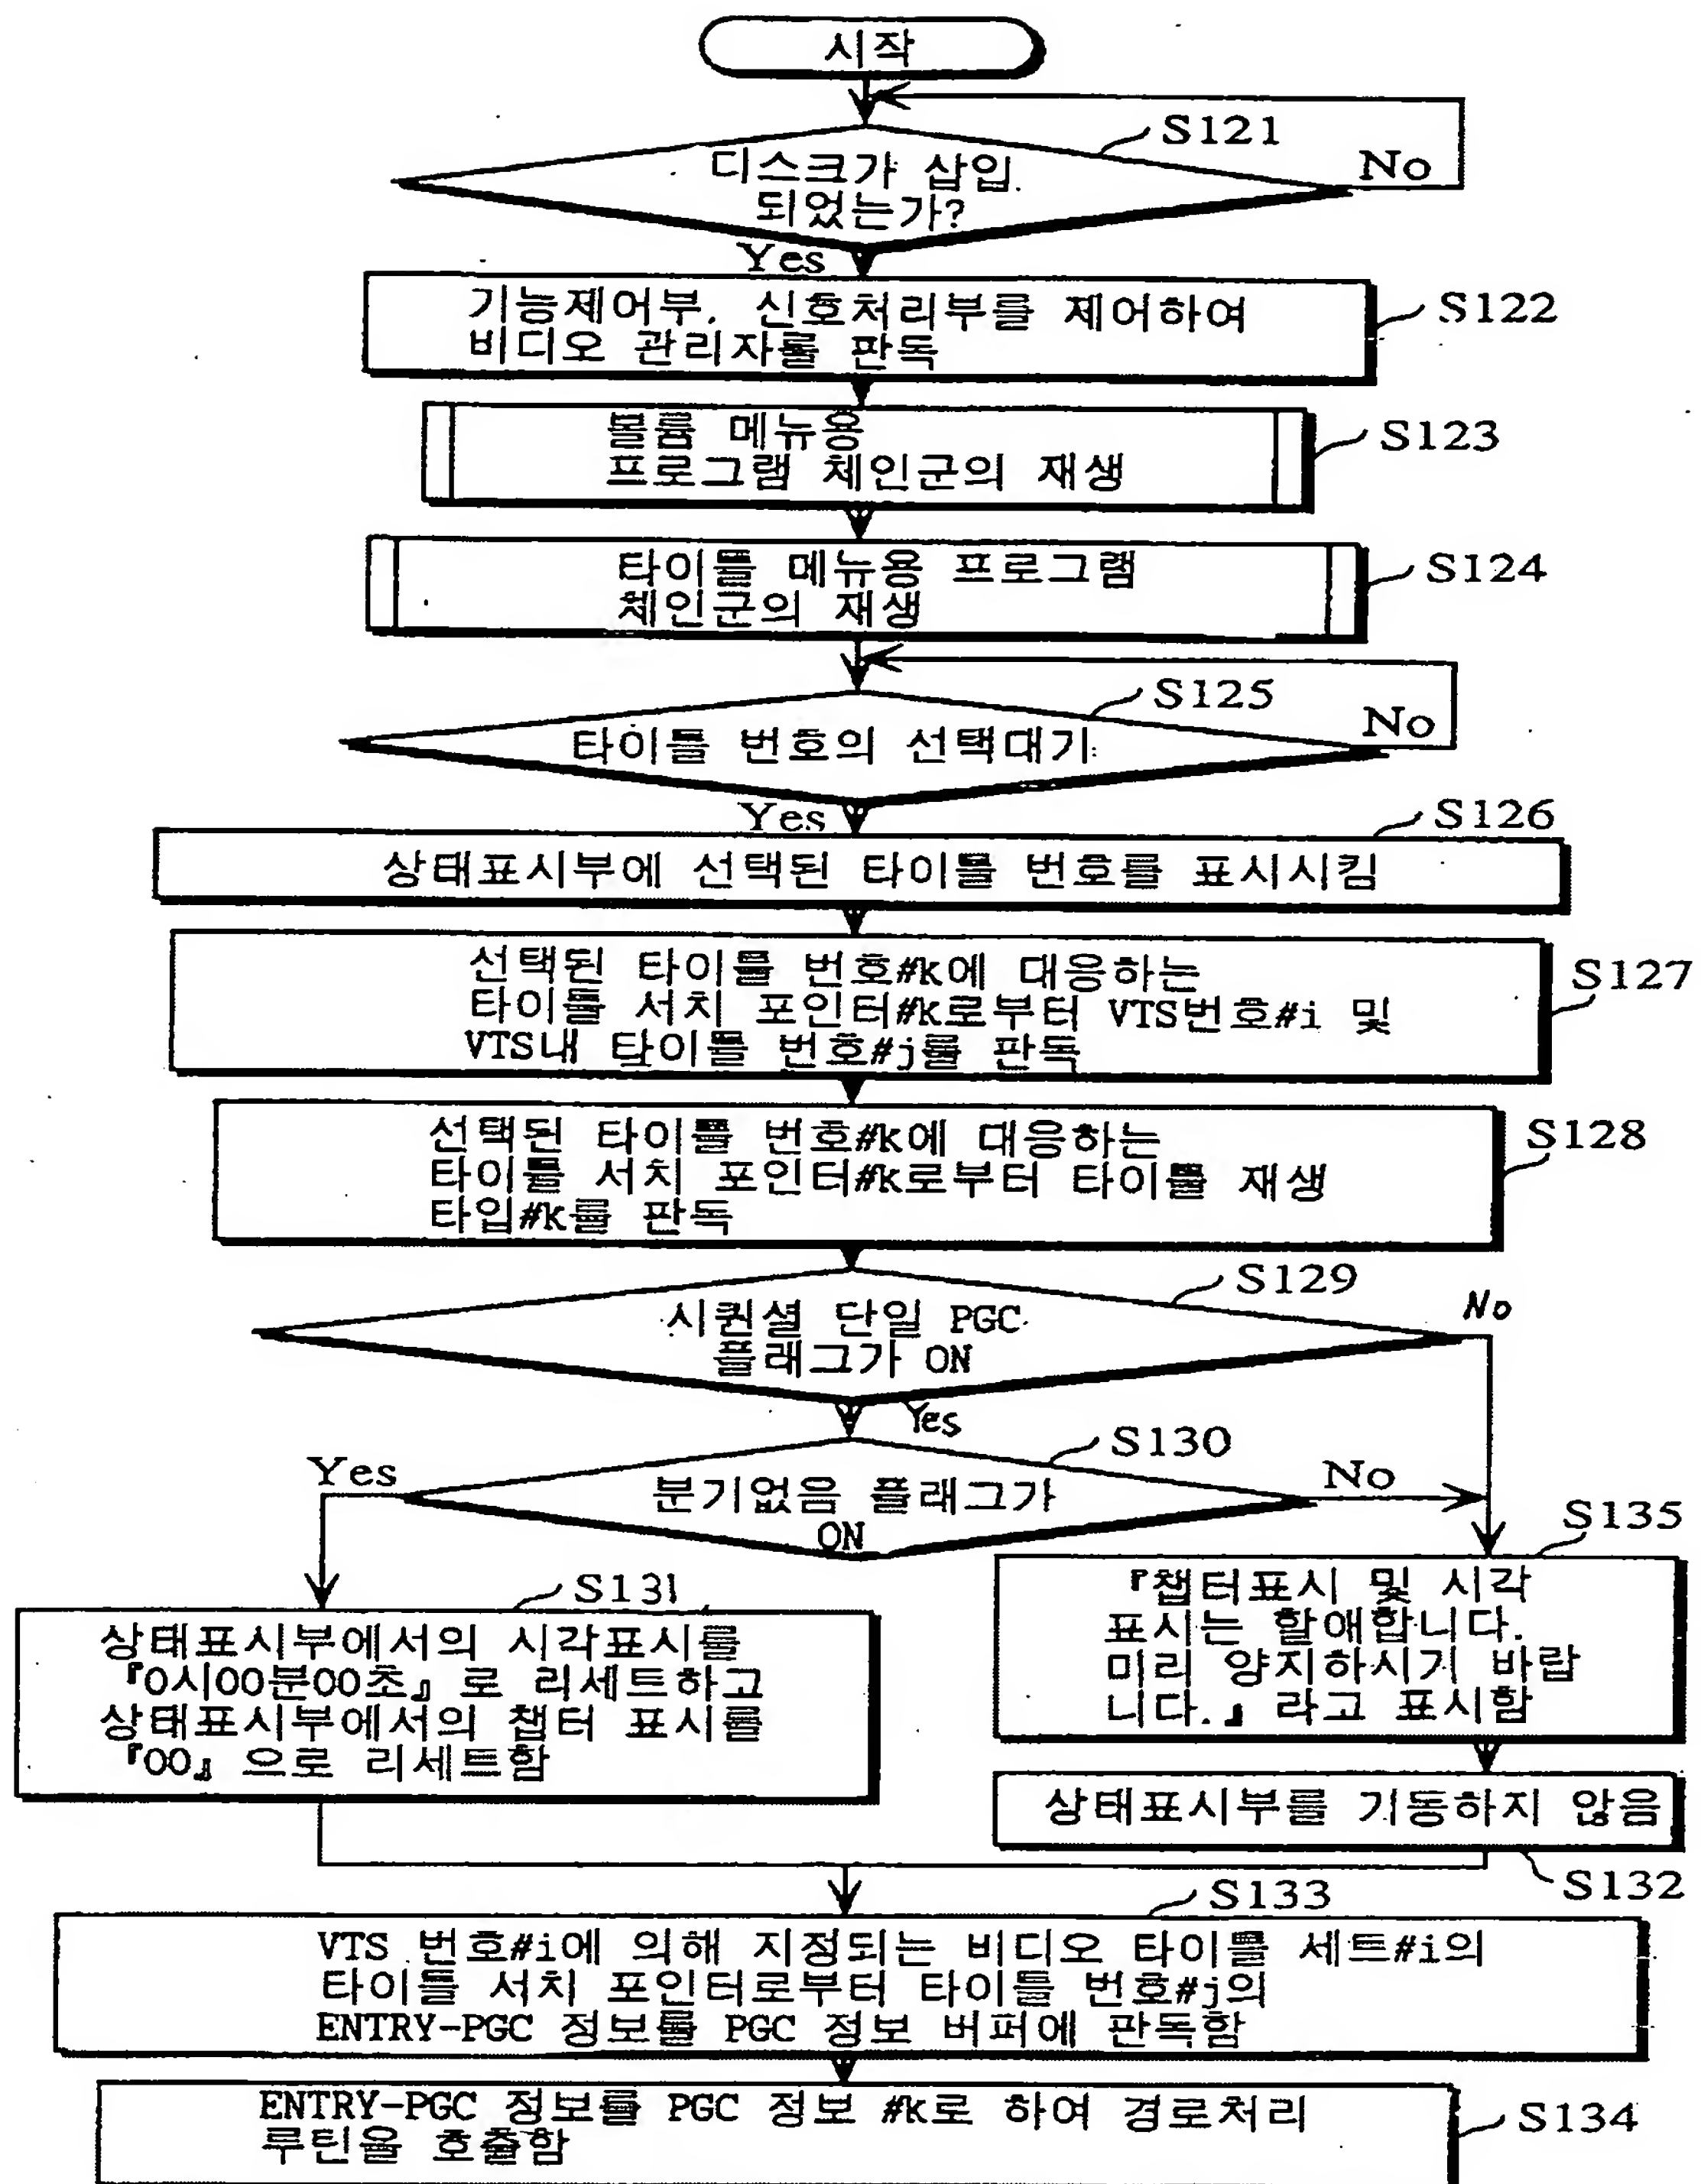 시작
S121
디스크가 삽입
되었는가?
No
Yes
기능제어부, 신호처리부를 제어하여
비디오 관리자를 판독
S122
볼륨 메뉴용
프로그램 체인군의 재생
S123
타이틀 메뉴용 프로그램
체인군의 재생
S124
S125
타이틀 번호의 선택대기
No
Yes
S126
상태표시부에 선택된 타이틀 번호를 표시시킴
선택된 타이틀 번호#k에 대응하는
타이틀 서치 포인터#k로부터 VTS번호#i 및
VTS내 타이틀 번호#j를 판독
S127
선택된 타이틀 번호#k에 대응하는
타이틀 서치 포인터#k로부터 타이틀 재생
타입#k를 판독
S128
S129
시퀀셜 단일 PGC
플래그가 ON
No
Yes
S130
분기없음 플래그가
ON
Yes
No
S131
상태표시부에서의 시각표시를
『0시00분00초』로 리세트하고
상태표시부에서의 챕터 표시를
『00』으로 리세트함
S135
『챕터표시 및 시각
표시는 할애합니다.
미리 양지하시기 바랍
니다.』라고 표시함
상태표시부를 기동하지 않음
S132
S133
VTS 번호#i에 의해 지정되는 비디오 타이틀 세트#i의
타이틀 서치 포인터로부터 타이틀 번호#j의
ENTRY-PGC 정보를 PGC 정보 버퍼에 판독함
ENTRY-PGC 정보를 PGC 정보 #k로 하여 경로처리
루틴을 호출함
S134